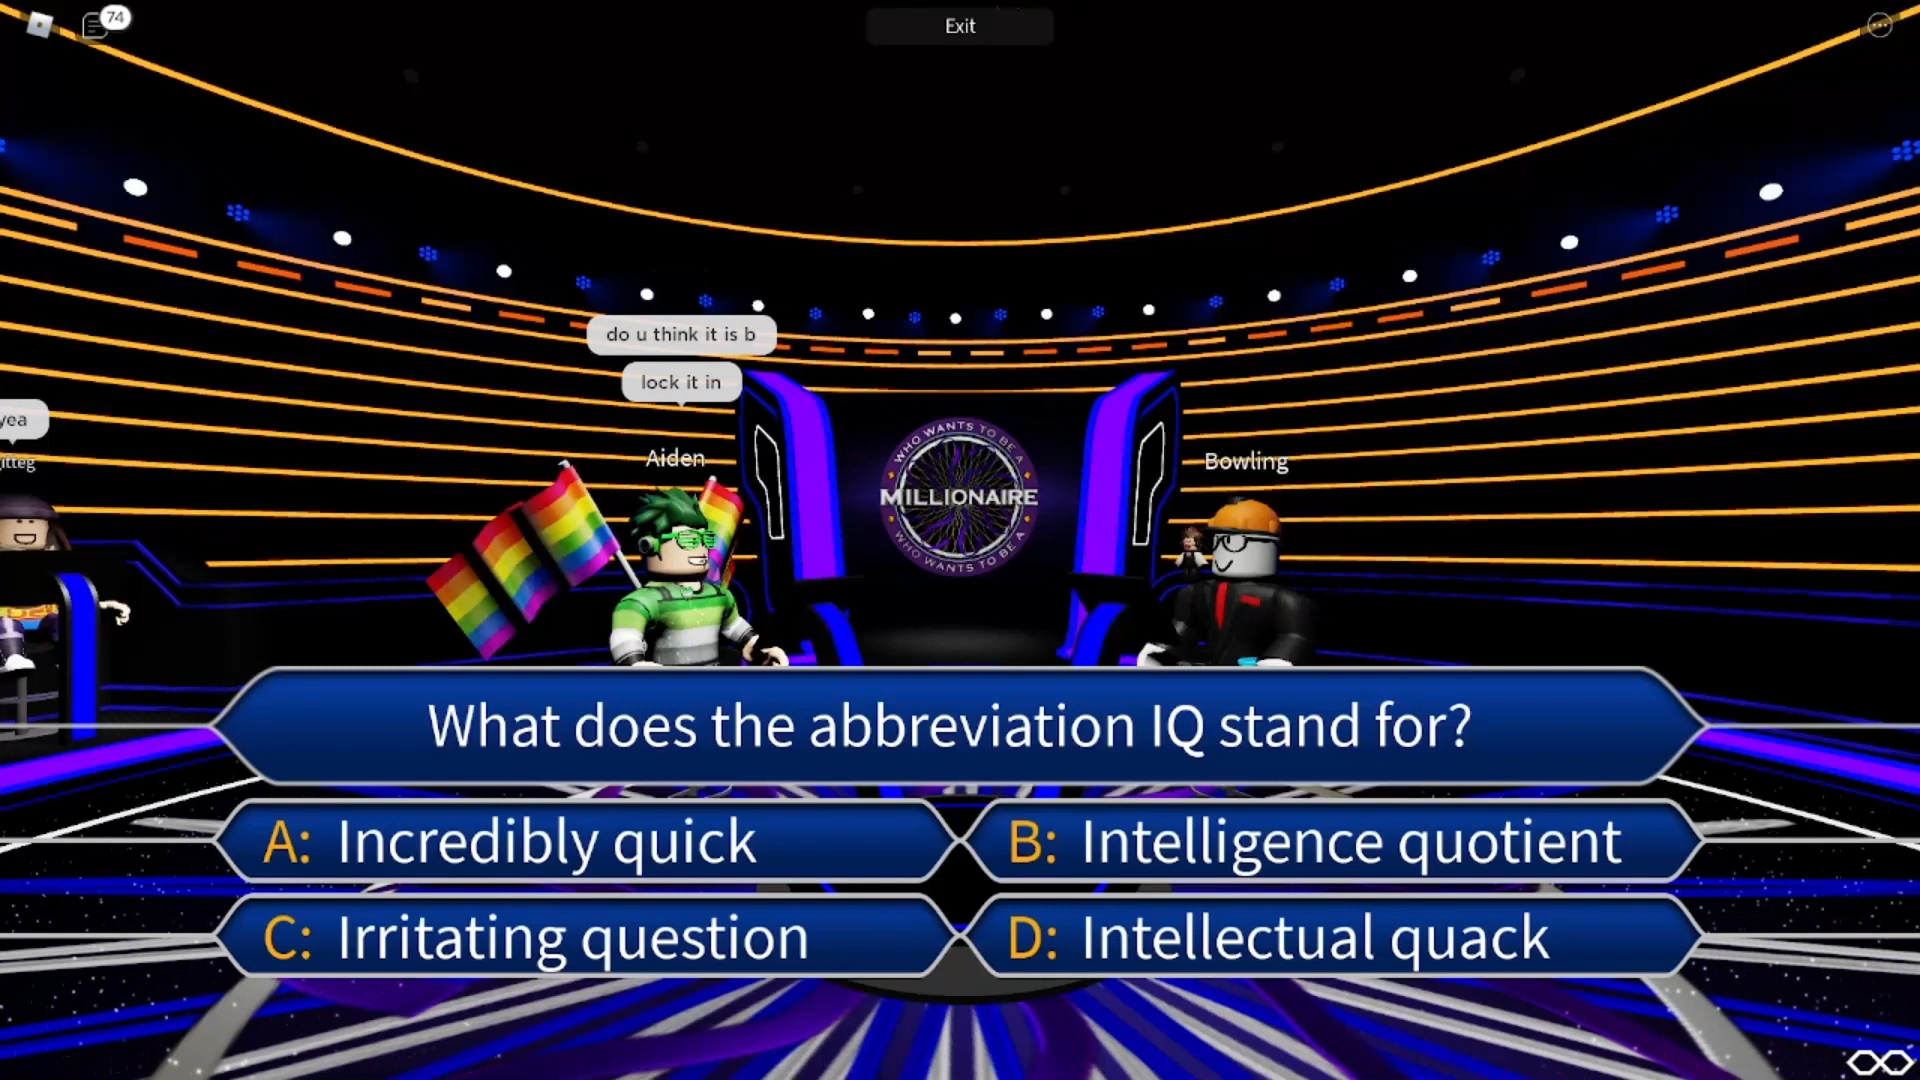 74
Exit
do u think it is b
lock it in
yea
itteg
Aiden
Bowling
WHO WANTS TO BE A
MILLIONAIRE
WHO WANTS TO BE A
What does the abbreviation IQ stand for?
A: Incredibly quick
B: Intelligence quotient
C: Irritating question
D: Intellectual quack